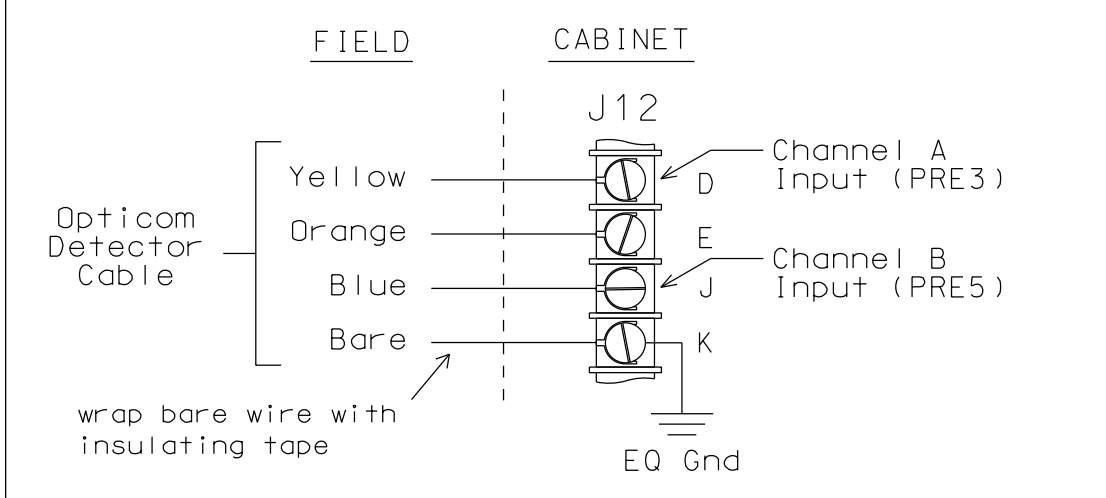 FIELD
CABINET
J12
Channel A
Input (PRE3)
Yellow
D
Opticom
Detector
Cable
Orange
E
Channel B
Input (PRE5)
Blue
J
Bare
K
wrap bare wire with
insulating tape
EQ Gnd